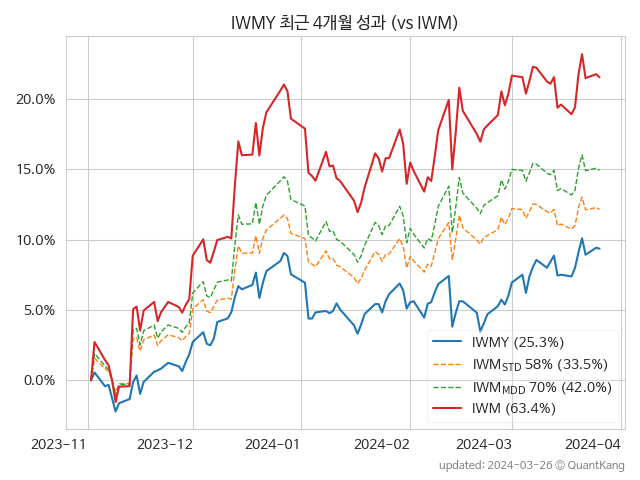 IWMY 최근 4개월 성과 (vs IWM)
20.0%
15.0%
10.0%
5.0%
0.0%
IWMY (25.3%)
IWM_STD 58% (33.5%)
IWM_MDD 70% (42.0%)
IWM (63.4%)
2023-11 2023-12 2024-01 2024-02 2024-03 2024-04
updated: 2024-03-26 © QuantKang